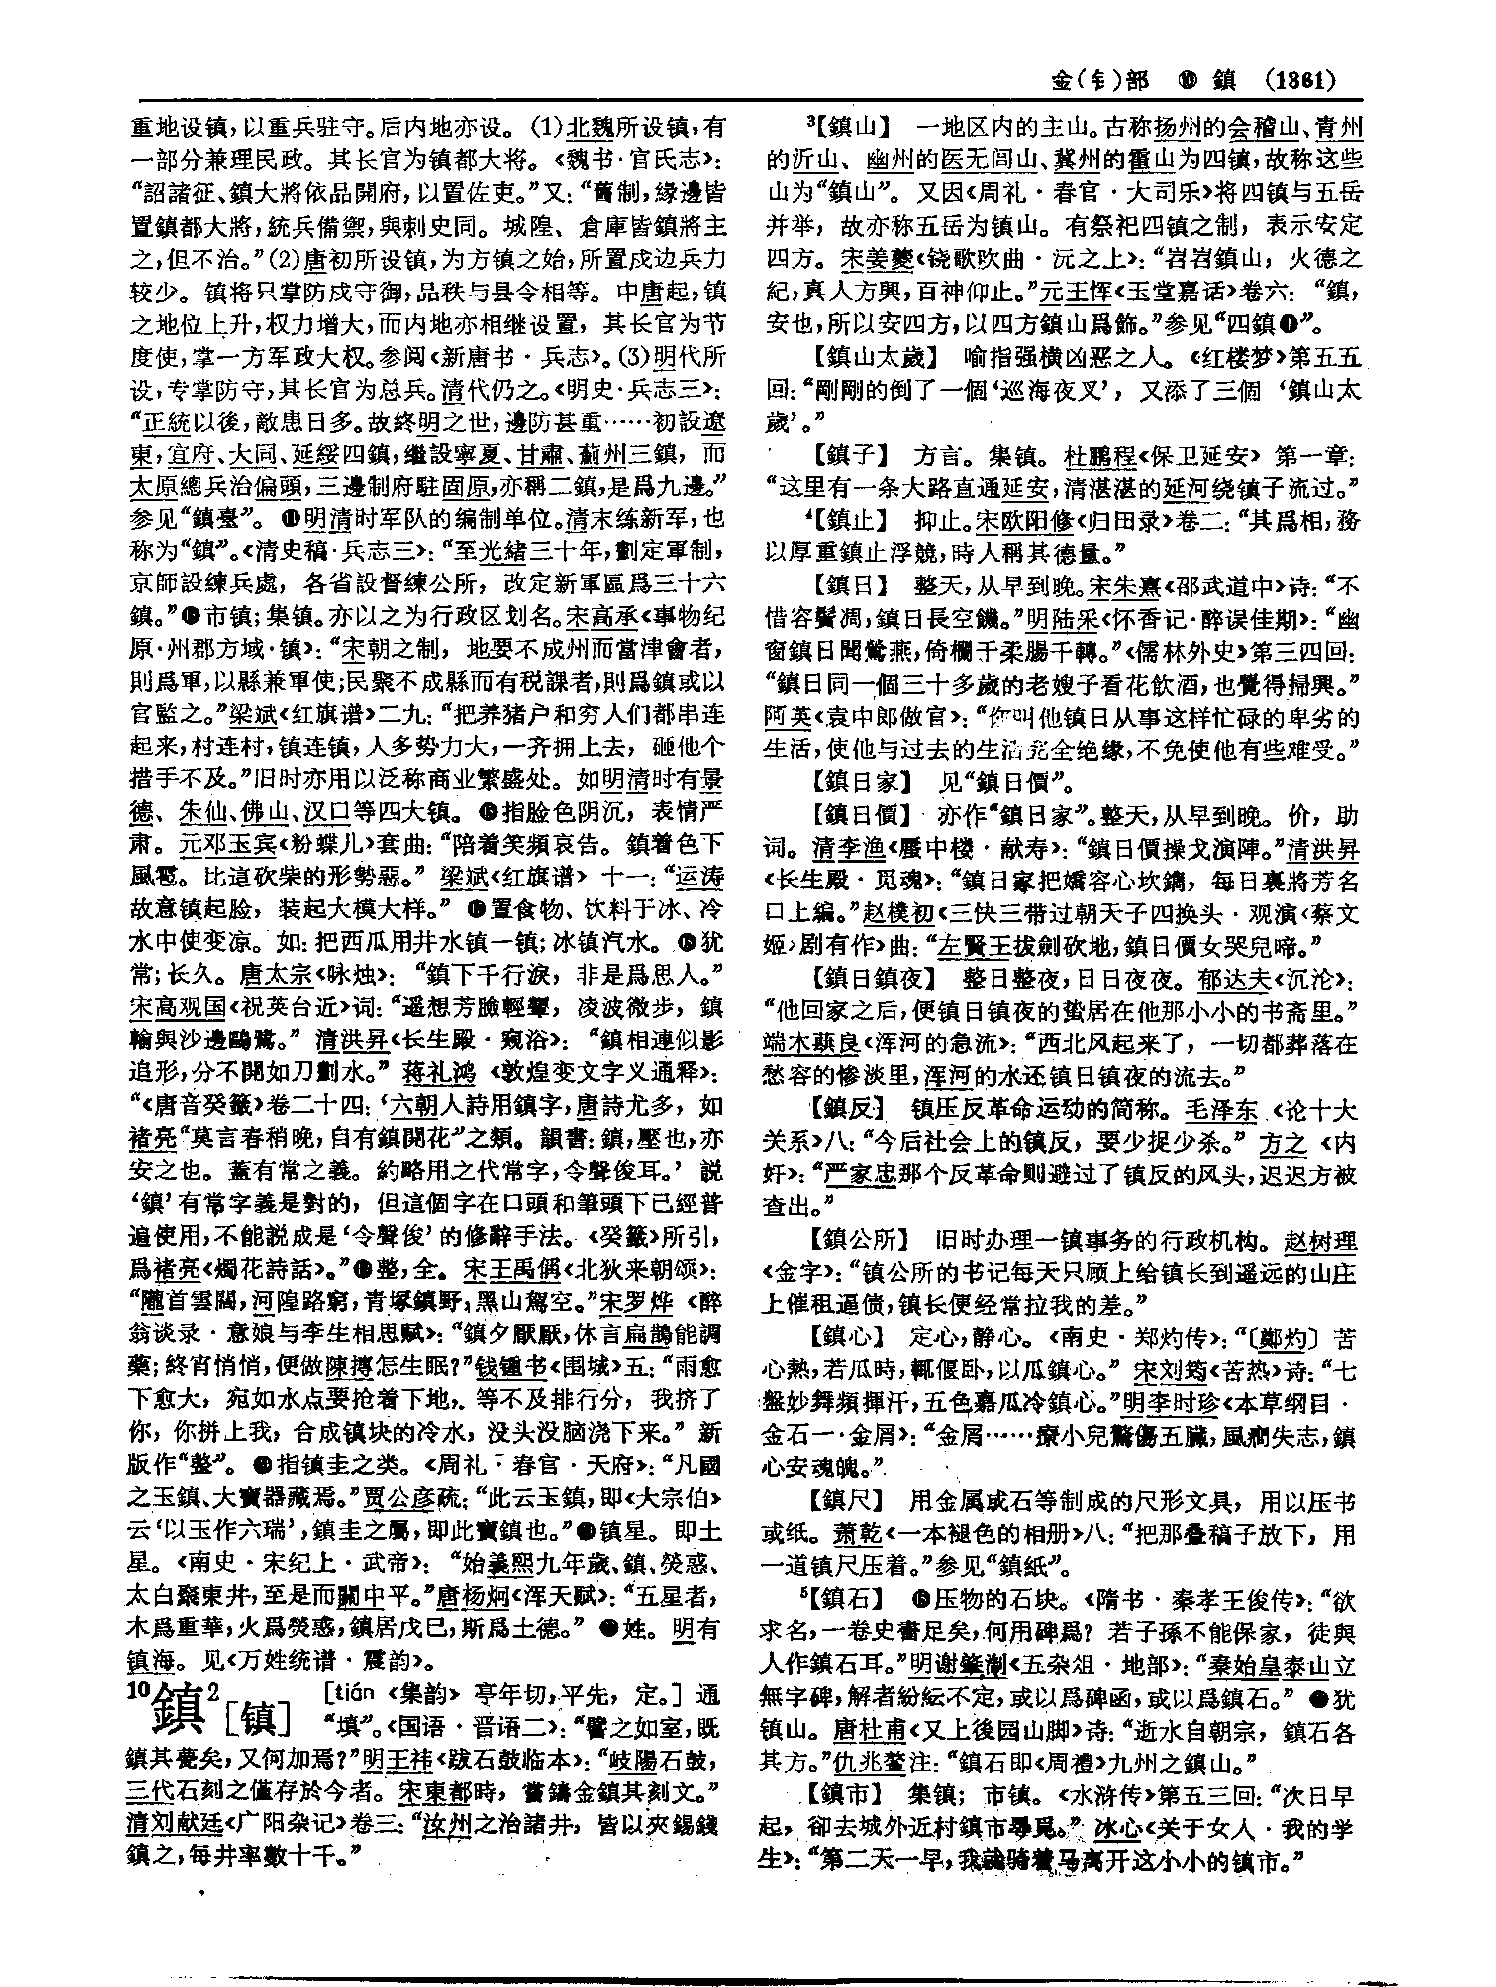 金(钅)部　⑩　鎮　(1361)
重地设镇，以重兵驻守。后内地亦设。(1)北魏所设镇，有
一部分兼理民政。其长官为镇都大将。《魏书·官氏志》：
“詔諸征、鎮大將依品開府，以置佐吏。”又：“舊制，緣邊皆
置鎮都大將，統兵備禦，與刺史同。城隍、倉庫皆鎮將主
之，但不治。”(2)唐初所设镇，为方镇之始，所置戍边兵力
较少。镇将只掌防戍守御，品秩与县令相等。中唐起，镇
之地位上升，权力增大，而内地亦相继设置，其长官为节
度使，掌一方军政大权。参阅《新唐书·兵志》。(3)明代所
设，专掌防守，其长官为总兵。清代仍之。《明史·兵志三》：
“正統以後，敵患日多。故終明之世，邊防甚重……初設遼
東，宣府、大同、延綏四鎮，繼設寧夏、甘肅、薊州三鎮，而
太原總兵治偏頭，三邊制府駐固原，亦稱二鎮，是爲九邊。”
参见“鎮臺”。⓫明清时军队的编制单位。清末练新军，也
称为“鎮”。《清史稿·兵志三》：“至光緒三十年，劃定軍制，
京師設練兵處，各省設督練公所，改定新軍區爲三十六
鎮。”⓬市镇；集镇。亦以之为行政区划名。宋高承《事物纪
原·州郡方域·镇》：“宋朝之制，地要不成州而當津會者，
則爲軍，以縣兼軍使；民聚不成縣而有税課者，則爲鎮或以
官監之。”梁斌《红旗谱》二九：“把养猪户和穷人们都串连
起来，村连村，镇连镇，人多势力大，一齐拥上去，砸他个
措手不及。”旧时亦用以泛称商业繁盛处。如明清时有景
德、朱仙、佛山、汉口等四大镇。⓭指脸色阴沉，表情严
肃。元邓玉宾《粉蝶儿》套曲：“陪着笑頻哀告。鎮着色下
風雹。比這砍柴的形勢惡。”梁斌《红旗谱》十一：“运涛
故意镇起脸，装起大模大样。”⓮置食物、饮料于冰、冷
水中使变凉。如：把西瓜用井水镇一镇；冰镇汽水。⓯犹
常；长久。唐太宗《咏烛》：“鎮下千行淚，非是爲思人。”
宋高观国《祝英台近》词：“遥想芳臉輕顰，凌波微步，鎮
輸與沙邊鷗鷺。”清洪昇《长生殿·窥浴》：“鎮相連似影
追形，分不開如刀劃水。”蒋礼鸿《敦煌变文字义通释》：
“《唐音癸籤》卷二十四：‘六朝人詩用鎮字，唐詩尤多，如
褚亮“莫言春稍晚，自有鎮開花”之類。韻書：鎮，壓也，亦
安之也。蓋有常之義。約略用之代常字，令聲俊耳。’説
‘鎮’有常字義是對的，但這個字在口頭和筆頭下已經普
遍使用，不能説成是‘令聲俊’的修辭手法。《癸籤》所引，
爲褚亮《燭花詩話》。”⓰整，全。宋王禹偁《北狄来朝颂》：
“隴首雲闊，河隍路窮，青塚鎮野，黑山駕空。”宋罗烨《醉
翁谈录·意娘与李生相思赋》：“鎮夕厭厭，休言扁鵲能調
藥；終宵悄悄，便做陳摶怎生眠？”钱锺书《围城》五：“雨愈
下愈大，宛如水点要抢着下地，等不及排行分，我挤了
你，你拼上我，合成镇块的冷水，没头没脑浇下来。”新
版作“整”。⓱指镇圭之类。《周礼·春官·天府》：“凡國
之玉鎮、大寶器藏焉。”贾公彦疏：“此云玉鎮，即《大宗伯》
云‘以玉作六瑞’，鎮圭之屬，即此寶鎮也。”⓲镇星。即土
星。《南史·宋纪上·武帝》：“始義熙九年歲、鎮、熒惑、
太白聚東井，至是而關中平。”唐杨炯《浑天赋》：“五星者，
木爲重華，火爲熒惑，鎮居戊巳，斯爲土德。”⓳姓。明有
镇海。见《万姓统谱·震韵》。
10鎮2［镇］　［tián《集韵》亭年切，平先，定。］通
“填”。《国语·晋语二》：“譬之如室，既
鎮其甍矣，又何加焉？”明王祎《跋石鼓临本》：“岐陽石鼓，
三代石刻之僅存於今者。宋東都時，嘗鑄金鎮其刻文。”
清刘献廷《广阳杂记》卷三：“汝州之治諸井，皆以夾錫錢
鎮之，每井率數十千。”
3【鎮山】　一地区内的主山。古称扬州的会稽山、青州
的沂山、幽州的医无闾山、冀州的霍山为四镇，故称这些
山为“鎮山”。又因《周礼·春官·大司乐》将四镇与五岳
并举，故亦称五岳为镇山。有祭祀四镇之制，表示安定
四方。宋姜夔《铙歌吹曲·沅之上》：“岩岩鎮山，火德之
紀，真人方興，百神仰止。”元王恽《玉堂嘉话》卷六：“鎮，
安也，所以安四方，以四方鎮山爲飾。”参见“四鎮❶”。
【鎮山太歲】　喻指强横凶恶之人。《红楼梦》第五五
回：“剛剛的倒了一個‘巡海夜叉’，又添了三個‘鎮山太
歲’。”
【鎮子】　方言。集镇。杜鹏程《保卫延安》第一章：
“这里有一条大路直通延安，清湛湛的延河绕镇子流过。”
4【鎮止】　抑止。宋欧阳修《归田录》卷二：“其爲相，務
以厚重鎮止浮競，時人稱其德量。”
【鎮日】　整天，从早到晚。宋朱熹《邵武道中》诗：“不
惜容鬢凋，鎮日長空饑。”明陆采《怀香记·醉误佳期》：“幽
窗鎮日聞鶯燕，倚欄干柔腸千轉。”《儒林外史》第三四回：
“鎮日同一個三十多歲的老嫂子看花飲酒，也覺得掃興。”
阿英《袁中郎做官》：“你叫他镇日从事这样忙碌的卑劣的
生活，使他与过去的生活完全绝缘，不免使他有些难受。”
【鎮日家】　见“鎮日價”。
【鎮日價】　亦作“鎮日家”。整天，从早到晚。价，助
词。清李渔《蜃中楼·献寿》：“鎮日價操戈演陣。”清洪昇
《长生殿·觅魂》：“鎮日家把嬌容心坎鐫，每日裏將芳名
口上編。”赵樸初《三快三带过朝天子四换头·观演〈蔡文
姬〉剧有作》曲：“左賢王拔劍砍地，鎮日價女哭兒啼。”
【鎮日鎮夜】　整日整夜，日日夜夜。郁达夫《沉沦》：
“他回家之后，便镇日镇夜的蛰居在他那小小的书斋里。”
端木蕻良《浑河的急流》：“西北风起来了，一切都葬落在
愁容的惨淡里，浑河的水还镇日镇夜的流去。”
【鎮反】　镇压反革命运动的简称。毛泽东《论十大
关系》八：“今后社会上的镇反，要少捉少杀。”方之《内
奸》：“严家忠那个反革命则避过了镇反的风头，迟迟方被
查出。”
【鎮公所】　旧时办理一镇事务的行政机构。赵树理
《金字》：“镇公所的书记每天只顾上给镇长到遥远的山庄
上催租逼债，镇长便经常拉我的差。”
【鎮心】　定心，静心。《南史·郑灼传》：“〔鄭灼〕苦
心熱，若瓜時，輒偃卧，以瓜鎮心。”宋刘筠《苦热》诗：“七
盤妙舞頻揮汗，五色嘉瓜冷鎮心。”明李时珍《本草纲目·
金石一·金屑》：“金屑……療小兒驚傷五臟，風癇失志，鎮
心安魂魄。”
【鎮尺】　用金属或石等制成的尺形文具，用以压书
或纸。萧乾《一本褪色的相册》八：“把那叠稿子放下，用
一道镇尺压着。”参见“鎮紙”。
5【鎮石】　❶压物的石块。《隋书·秦孝王俊传》：“欲
求名，一卷史書足矣，何用碑爲？若子孫不能保家，徒與
人作鎮石耳。”明谢肇淛《五杂俎·地部》：“秦始皇泰山立
無字碑，解者紛紜不定，或以爲碑函，或以爲鎮石。”❷犹
镇山。唐杜甫《又上後园山脚》诗：“逝水自朝宗，鎮石各
其方。”仇兆鳌注：“鎮石即《周禮》九州之鎮山。”
【鎮市】　集镇；市镇。《水浒传》第五三回：“次日早
起，卻去城外近村鎮市尋覓。”冰心《关于女人·我的学
生》：“第二天一早，我就骑着马离开这小小的镇市。”